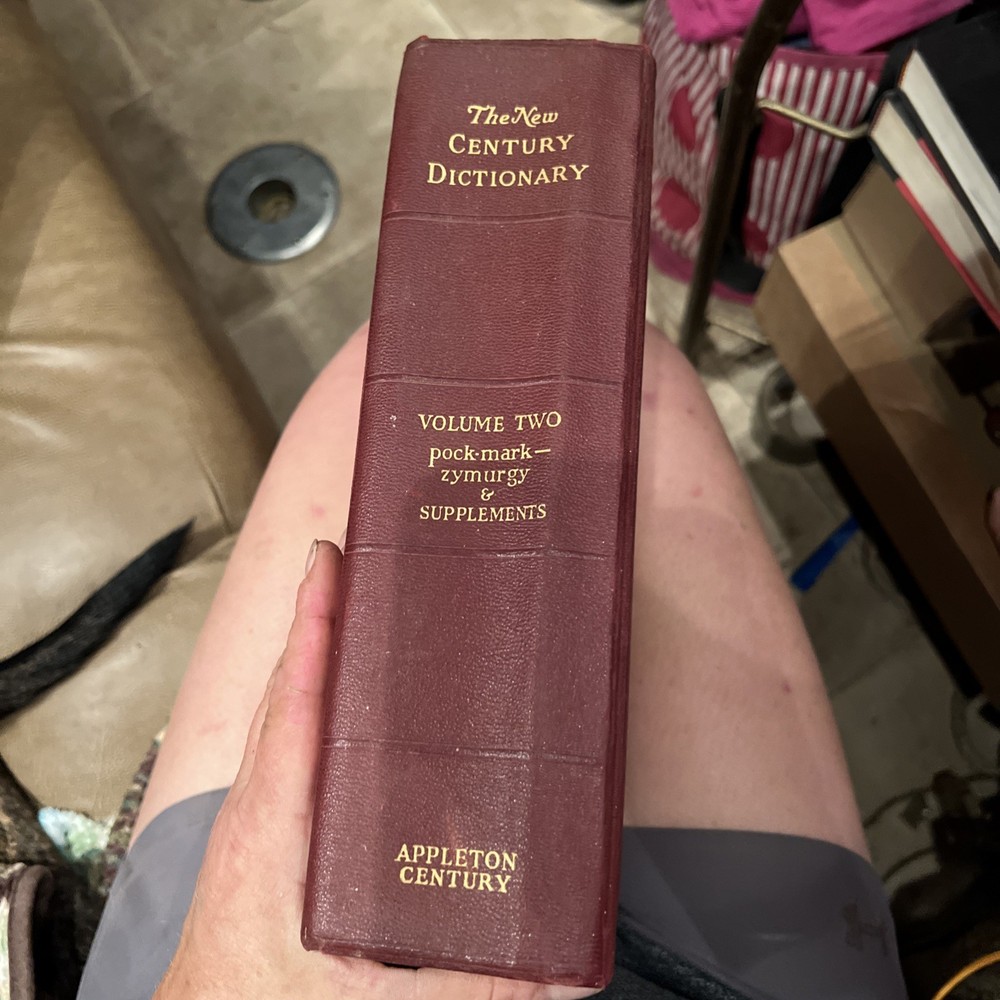 The New
CENTURY
DICTIONARY
VOLUME TWO
pock-mark—
zymurgy
&
SUPPLEMENTS
APPLETON
CENTURY